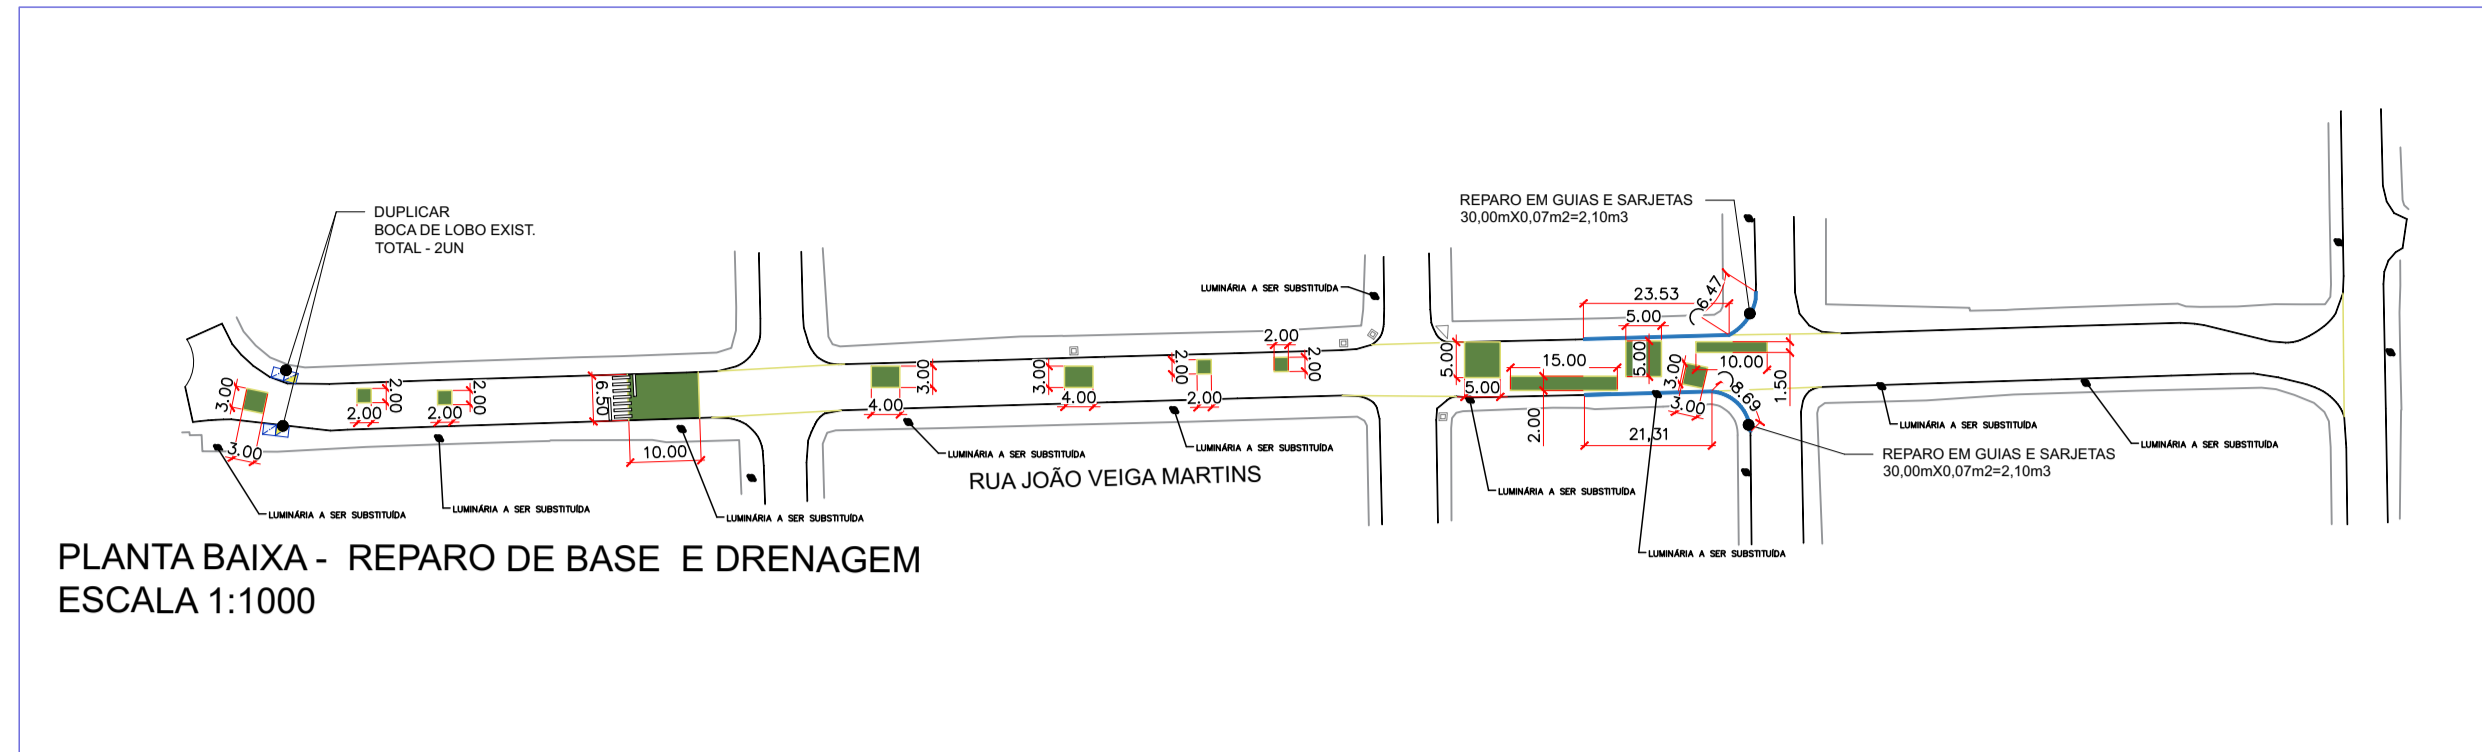 DUPLICAR
BOCA DE LOBO EXIST.
TOTAL - 2UN
REPARO EM GUIAS E SARJETAS
30,00mX0,07m2=2,10m3
LUMINÁRIA A SER SUBSTITUÍDA
23.53
6.47
5.00
2.00
2.00
2.00
2.00
5.00
15.00
5.00
10.00
1.50
3.00
3.00
4.00
3.00
4.00
2.00
5.00
3.00
8.69
3.00
2.00
21,31
3.00
3.00
2.00
2.00
2.00
6.50
10.00
LUMINÁRIA A SER SUBSTITUÍDA
LUMINÁRIA A SER SUBSTITUÍDA
RUA JOÃO VEIGA MARTINS
LUMINÁRIA A SER SUBSTITUÍDA
LUMINÁRIA A SER SUBSTITUÍDA
REPARO EM GUIAS E SARJETAS
30,00mX0,07m2=2,10m3
LUMINÁRIA A SER SUBSTITUÍDA
LUMINÁRIA A SER SUBSTITUÍDA
LUMINÁRIA A SER SUBSTITUÍDA
LUMINÁRIA A SER SUBSTITUÍDA
LUMINÁRIA A SER SUBSTITUÍDA
LUMINÁRIA A SER SUBSTITUÍDA
PLANTA BAIXA - REPARO DE BASE E DRENAGEM
ESCALA 1:1000